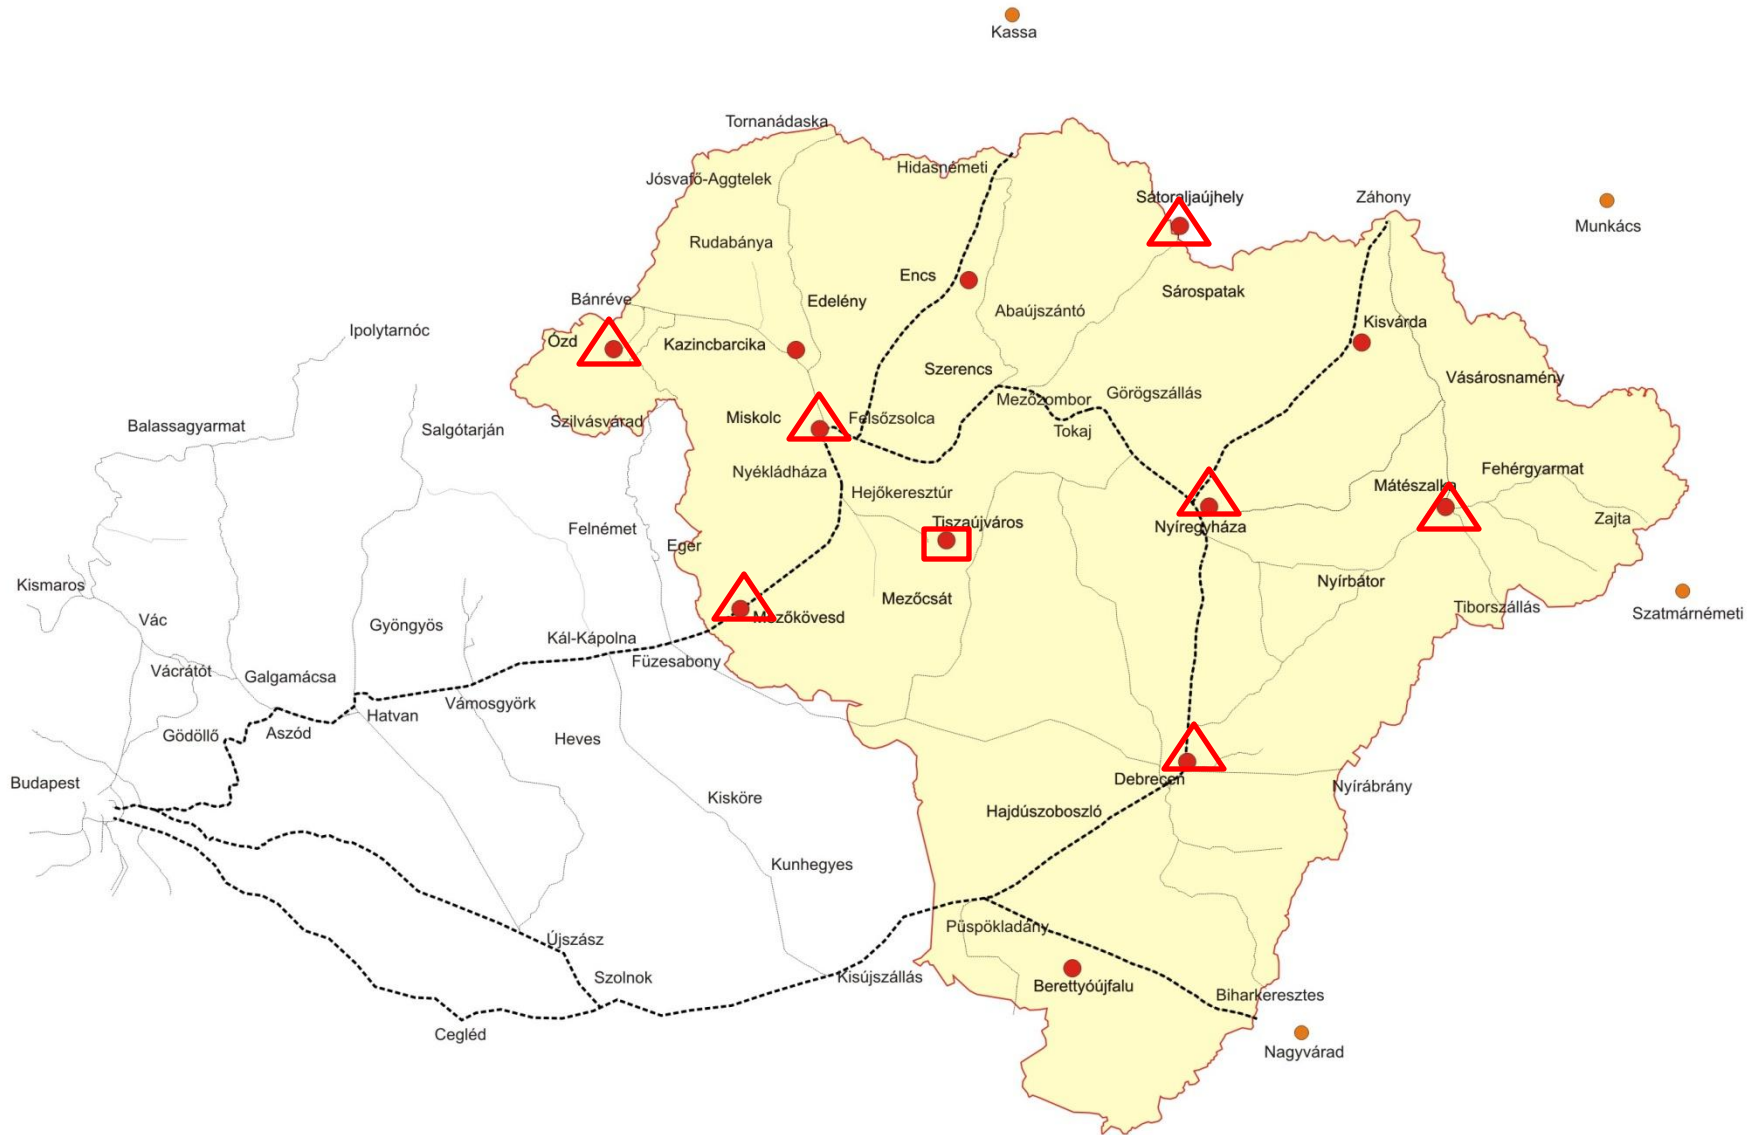 Kassa
Tornanádaska
Hidasnémeti
Jósvafő-Aggtelek
Sátoraljaújhely
Záhony
Munkács
Rudabánya
Encs
Sárospatak
Bánréve
Edelény
Abaújszántó
Ipolytarnóc
Ózd
Kazincbarcika
Kisvárda
Szerencs
Vásárosnamény
Mezőzombor
Görögszállás
Balassagyarmat
Salgótarján
Szilvásvárad
Miskolc
Felsőzsolca
Tokaj
Nyékládháza
Fehérgyarmat
Mátészalka
Hejőkeresztúr
Felnémet
Tiszaújváros
Nyíregyháza
Zajta
Eger
Kismaros
Nyírbátor
Mezőcsát
Tiborszállás
Szatmárnémeti
Vác
Gyöngyös
Mezőkövesd
Kál-Kápolna
Füzesabony
Vácrátót
Galgamácsa
Vámosgyörk
Hatvan
Gödöllő
Aszód
Heves
Budapest
Debrecen
Nyírábrány
Kisköre
Hajdúszoboszló
Kunhegyes
Püspökladány
Újszász
Szolnok
Kisújszállás
Berettyóújfalu
Biharkeresztes
Cegléd
Nagyvárad